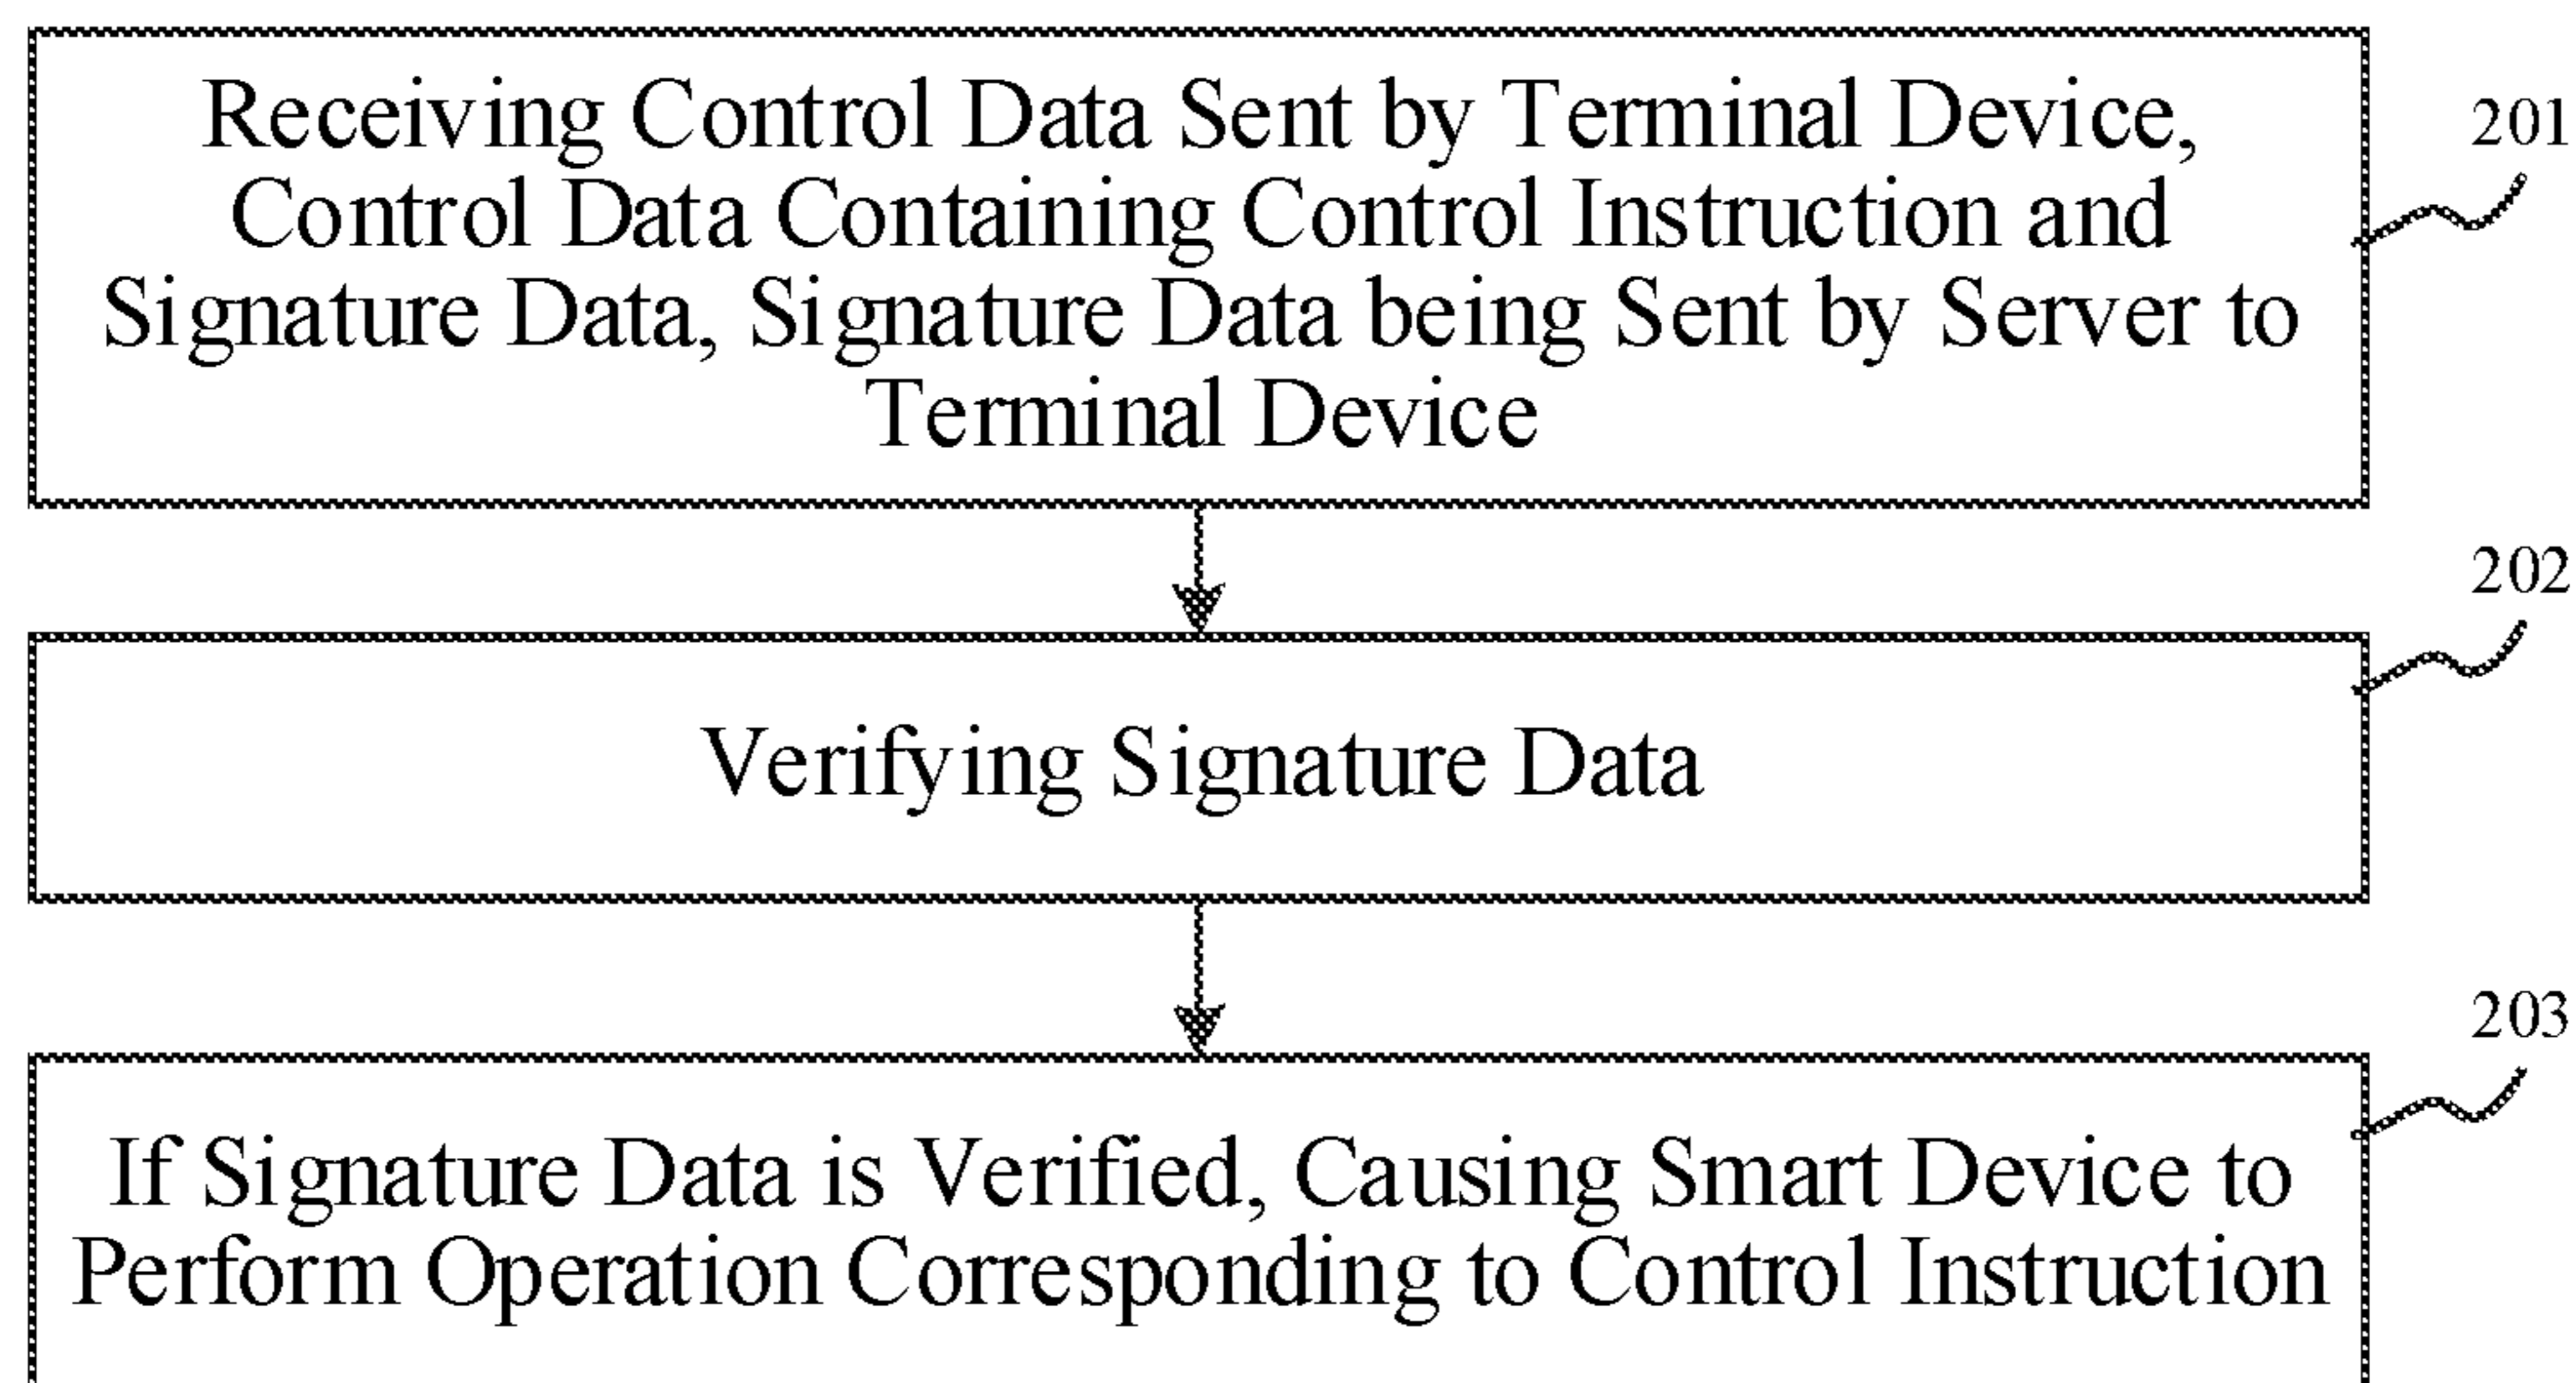 Receiving Control Data Sent by Terminal Device,
Control Data Containing Control Instruction and
Signature Data, Signature Data being Sent by Server to
Terminal Device
201
Verifying Signature Data
202
If Signature Data is Verified, Causing Smart Device to
Perform Operation Corresponding to Control Instruction
203